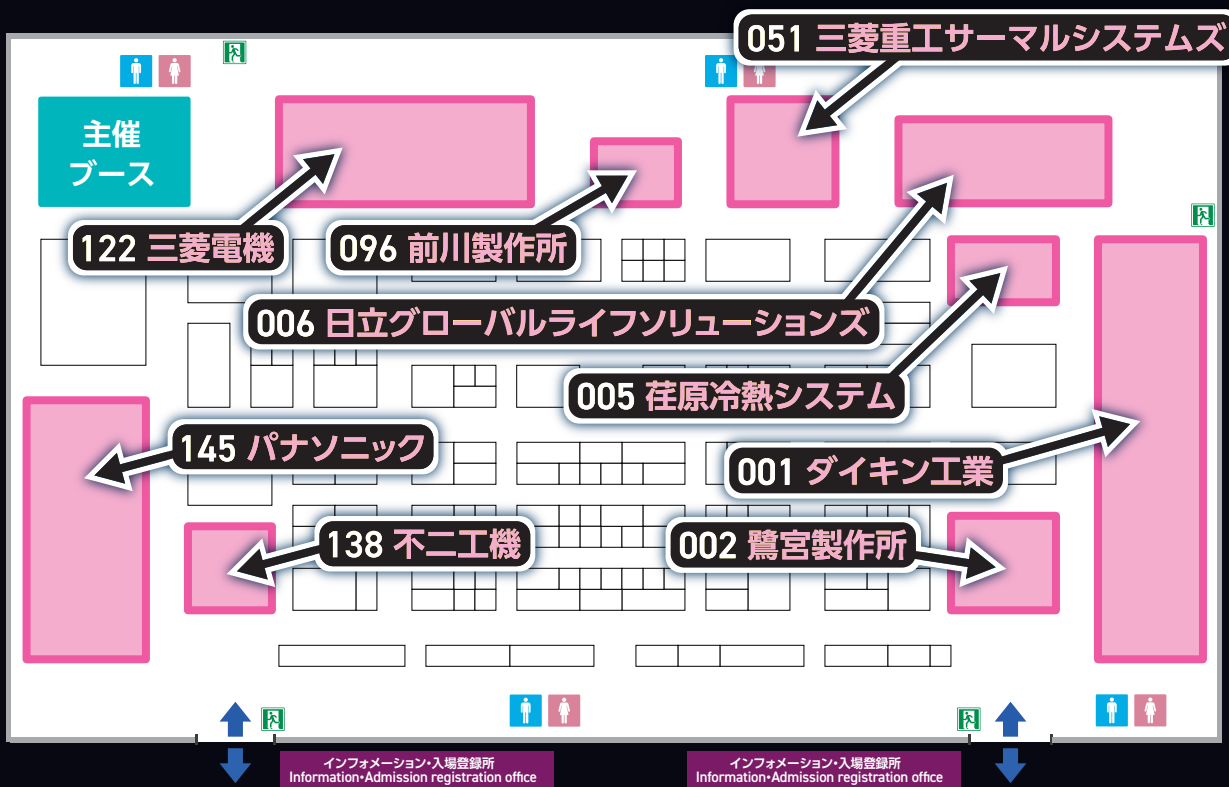 051 三菱重工サーマルシステムズ
主催
ブース
122 三菱電機
096 前川製作所
006 日立グローバルライフソリューションズ
005 荏原冷熱システム
145 パナソニック
001 ダイキン工業
138 不二工機
002 鷺宮製作所
インフォメーション・入場登録所
Information・Admission registration office
インフォメーション・入場登録所
Information・Admission registration office